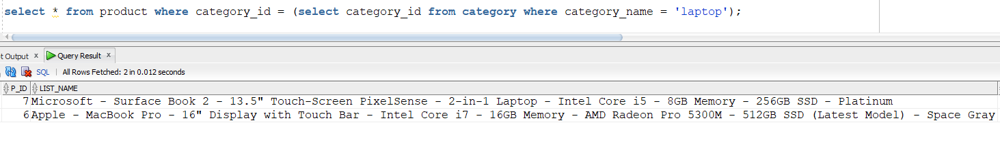 select * from product where category_id = (select category_id from category where category_name = 'laptop');
t Output x Query Result x
SQL | All Rows Fetched: 2 in 0.012 seconds
P_ID LIST_NAME
7 Microsoft - Surface Book 2 - 13.5" Touch-Screen PixelSense - 2-in-1 Laptop - Intel Core i5 - 8GB Memory - 256GB SSD - Platinum
6 Apple - MacBook Pro - 16" Display with Touch Bar - Intel Core i7 - 16GB Memory - AMD Radeon Pro 5300M - 512GB SSD (Latest Model) - Space Gray